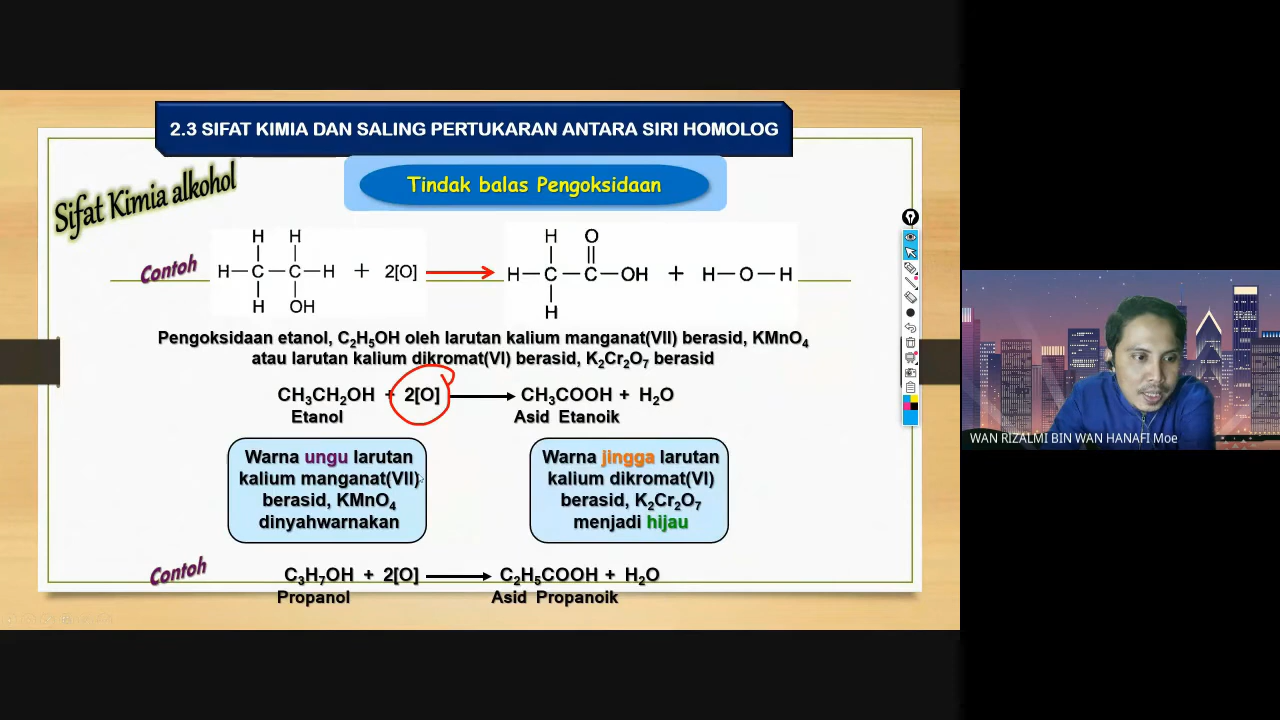 2.3 SIFAT KIMIA DAN SALING PERTUKARAN ANTARA SIRI HOMOLOG
Tindak balas Pengoksidaan
Sifat Kimia alkohol
Contoh
H H
H—C—C—H + 2[O] H—C—C—OH + H—O—H
H OH
H O
H
Pengoksidaan etanol, C₂H₅OH oleh larutan kalium manganat(VII) berasid, KMnO₄
atau larutan kalium dikromat(VI) berasid, K₂Cr₂O₇ berasid
CH₃CH₂OH + 2[O] CH₃COOH + H₂O
Etanol Asid Etanoik
Warna ungu larutan
kalium manganat(VII)
berasid, KMnO₄
dinyahwarnakan
Warna jingga larutan
kalium dikromat(VI)
berasid, K₂Cr₂O₇
menjadi hijau
Contoh
C₃H₇OH + 2[O] C₂H₅COOH + H₂O
Propanol Asid Propanoik
WAN RIZALMI BIN WAN HANAFI Moe